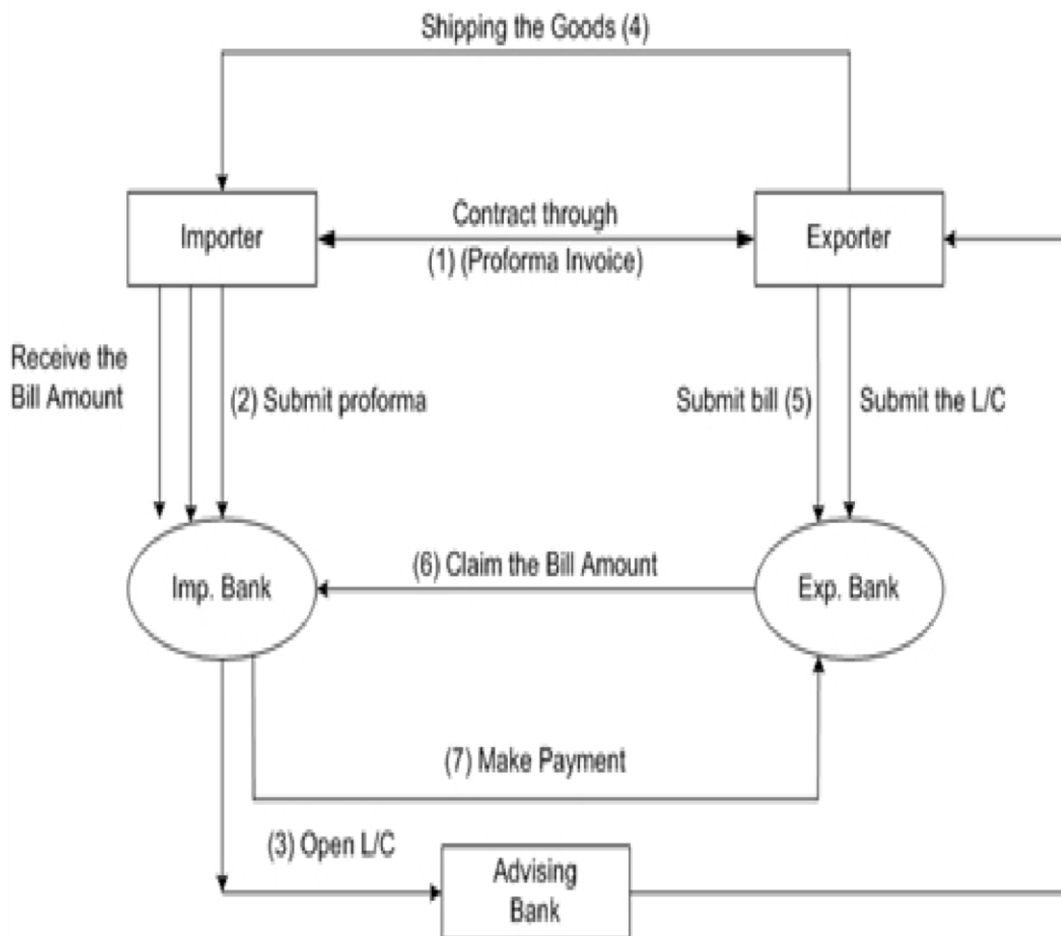 Shipping the Goods (4)
Importer
Contract through
(1) (Proforma Invoice)
Exporter
Receive the
Bill Amount
(2) Submit proforma
Submit bill (5)
Submit the L/C
Imp. Bank
(6) Claim the Bill Amount
Exp. Bank
(7) Make Payment
(3) Open L/C
Advising
Bank